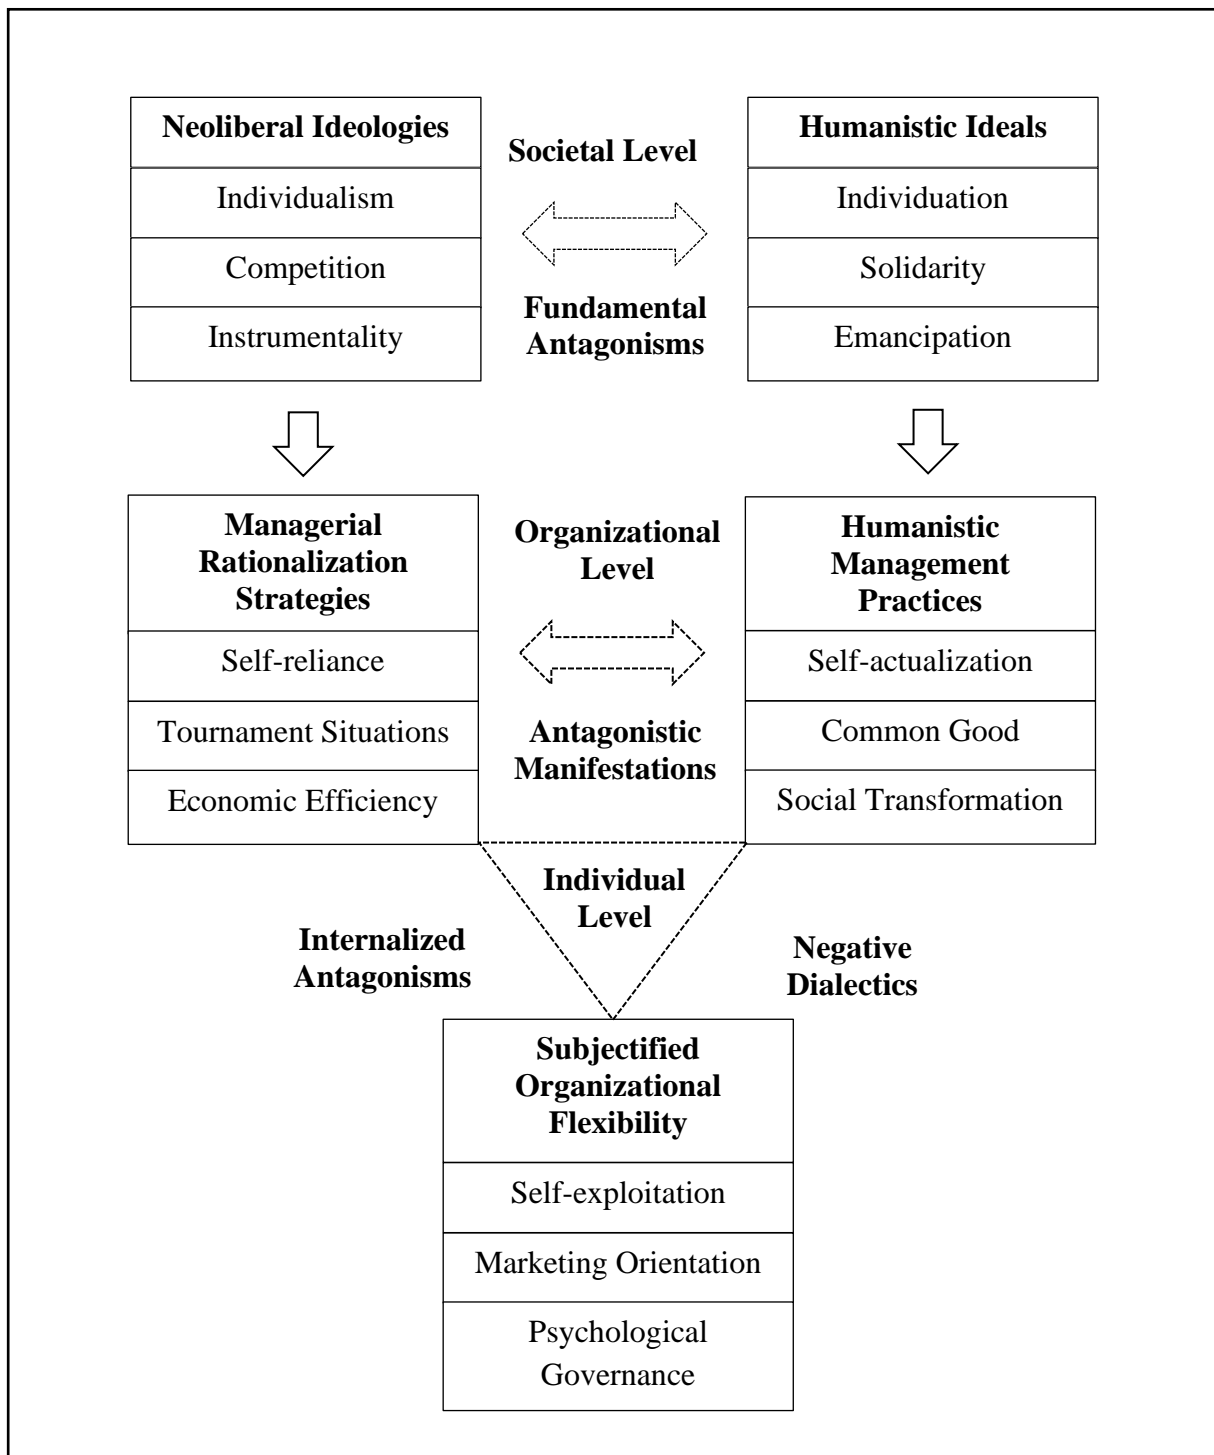 Neoliberal Ideologies
Individualism
Competition
Instrumentality
Societal Level
Fundamental
Antagonisms
Humanistic Ideals
Individuation
Solidarity
Emancipation
Managerial
Rationalization
Strategies
Self-reliance
Tournament Situations
Economic Efficiency
Organizational
Level
Antagonistic
Manifestations
Humanistic
Management
Practices
Self-actualization
Common Good
Social Transformation
Individual
Level
Internalized
Antagonisms
Negative
Dialectics
Subjectified
Organizational
Flexibility
Self-exploitation
Marketing Orientation
Psychological
Governance